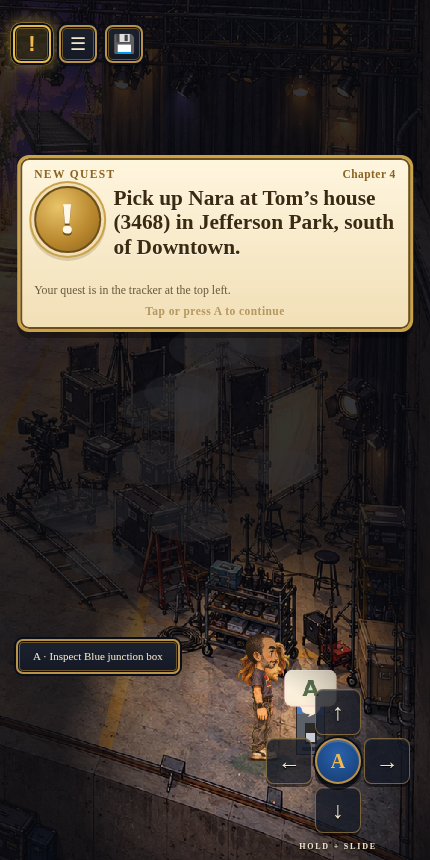 !
NEW QUEST
Chapter 4
!
Pick up Nara at Tom’s house
(3468) in Jefferson Park, south
of Downtown.
Your quest is in the tracker at the top left.
Tap or press A to continue
A · Inspect Blue junction box
A
↑
← A →
↓
HOLD + SLIDE